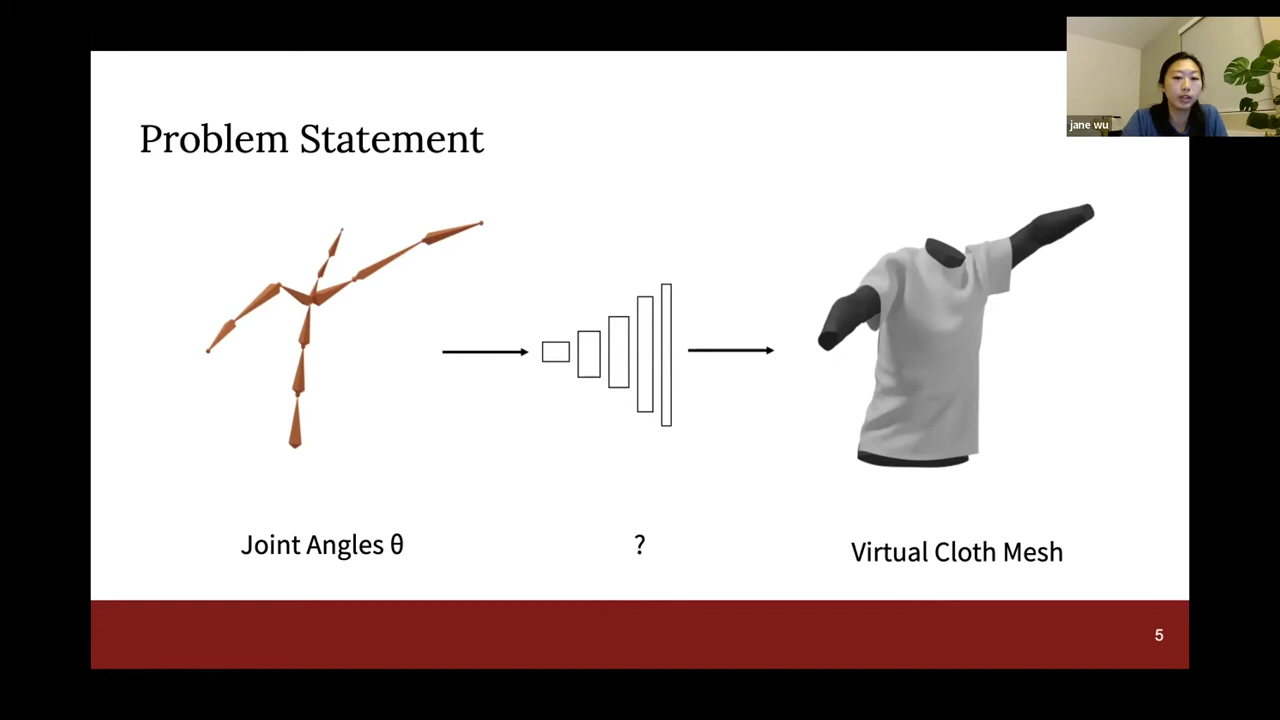 jane wu
Problem Statement
Joint Angles θ
?
Virtual Cloth Mesh
5